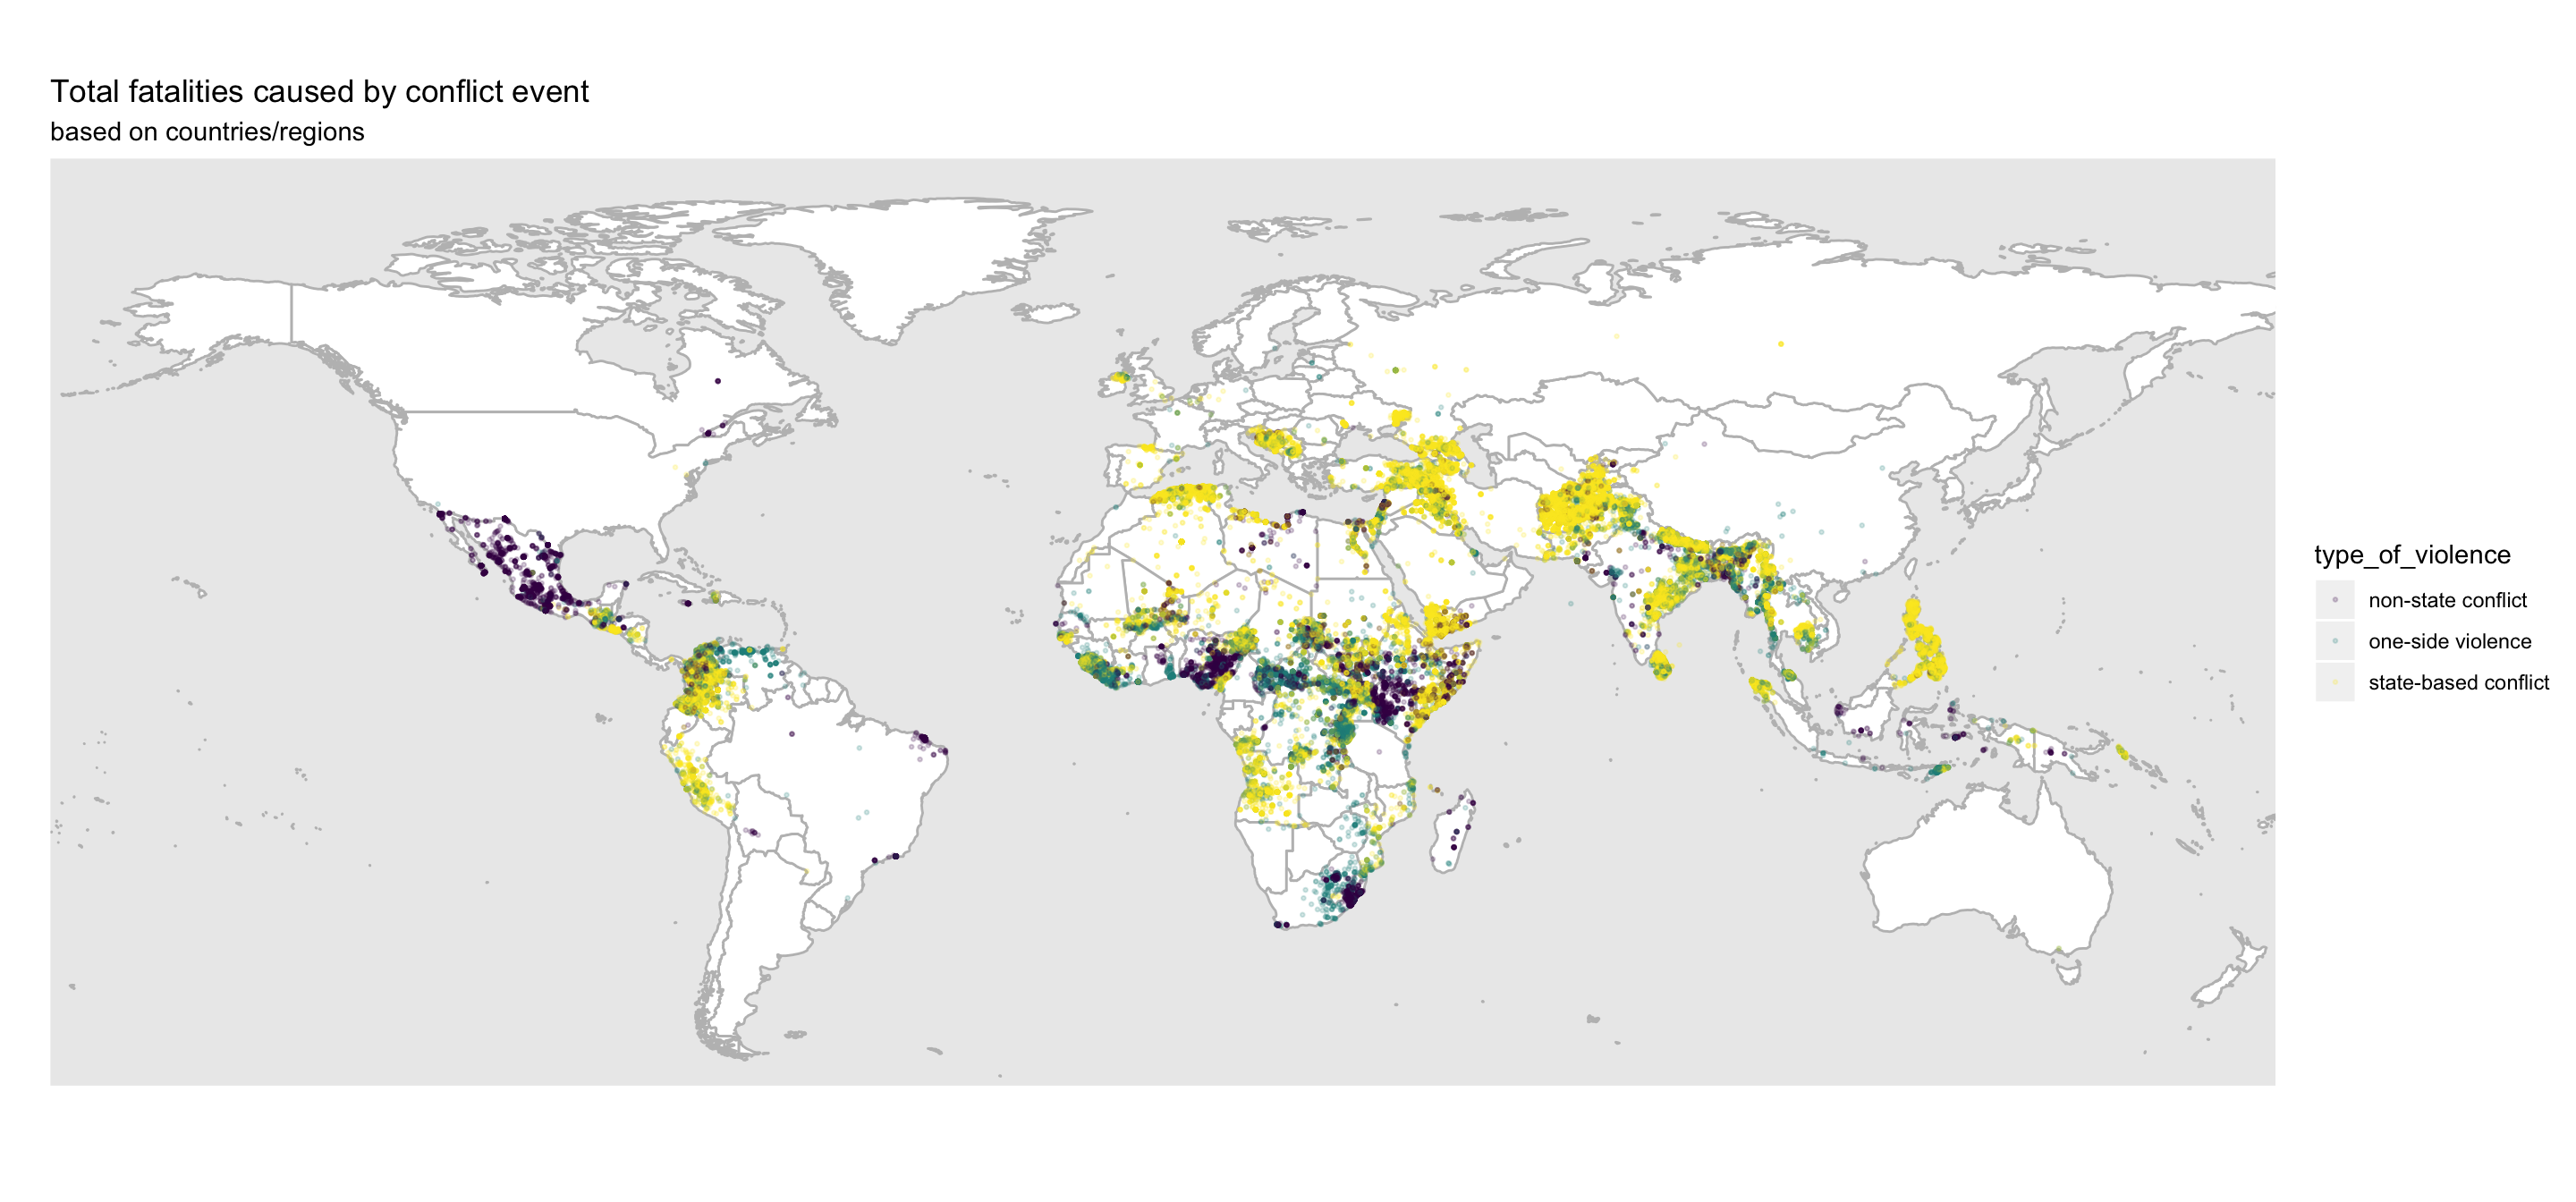 Total fatalities caused by conflict event
based on countries/regions
type_of_violence
non-state conflict
one-side violence
state-based conflict